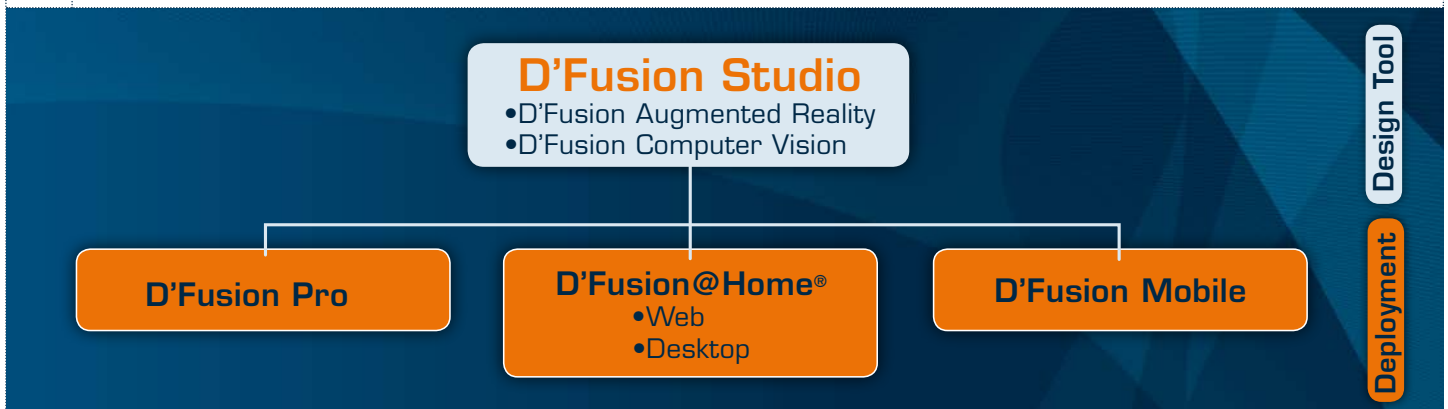 D'Fusion Studio
•D'Fusion Augmented Reality
•D'Fusion Computer Vision
Design Tool
D'Fusion Pro
D'Fusion@Home®
•Web
•Desktop
D'Fusion Mobile
Deployment